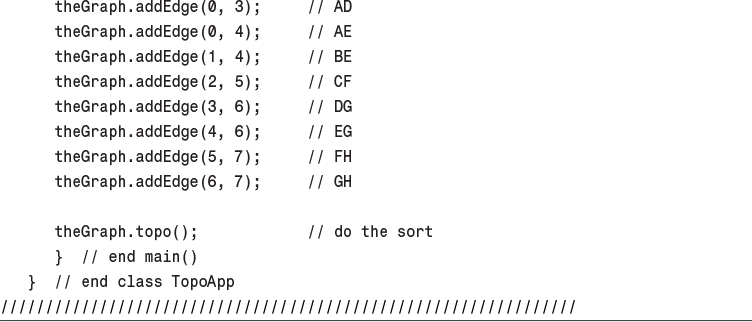 theGraph.addEdge(0, 3);     // AD
theGraph.addEdge(0, 4);     // AE
theGraph.addEdge(1, 4);     // BE
theGraph.addEdge(2, 5);     // CF
theGraph.addEdge(3, 6);     // DG
theGraph.addEdge(4, 6);     // EG
theGraph.addEdge(5, 7);     // FH
theGraph.addEdge(6, 7);     // GH
theGraph.topo();            // do the sort
}  // end main()
}  // end class TopoApp
////////////////////////////////////////////////////////////////